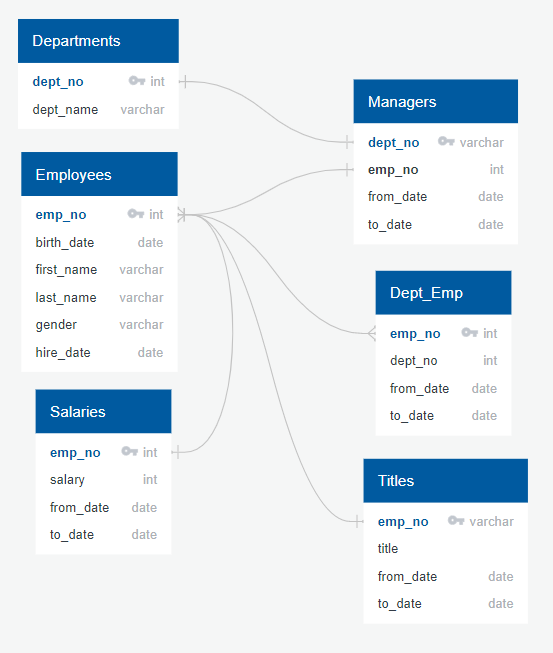 Departments
dept_no int
dept_name varchar
Employees
emp_no int
birth_date date
first_name varchar
last_name varchar
gender varchar
hire_date date
Salaries
emp_no int
salary int
from_date date
to_date date
Managers
dept_no varchar
emp_no int
from_date date
to_date date
Dept_Emp
emp_no int
dept_no int
from_date date
to_date date
Titles
emp_no varchar
title
from_date date
to_date date